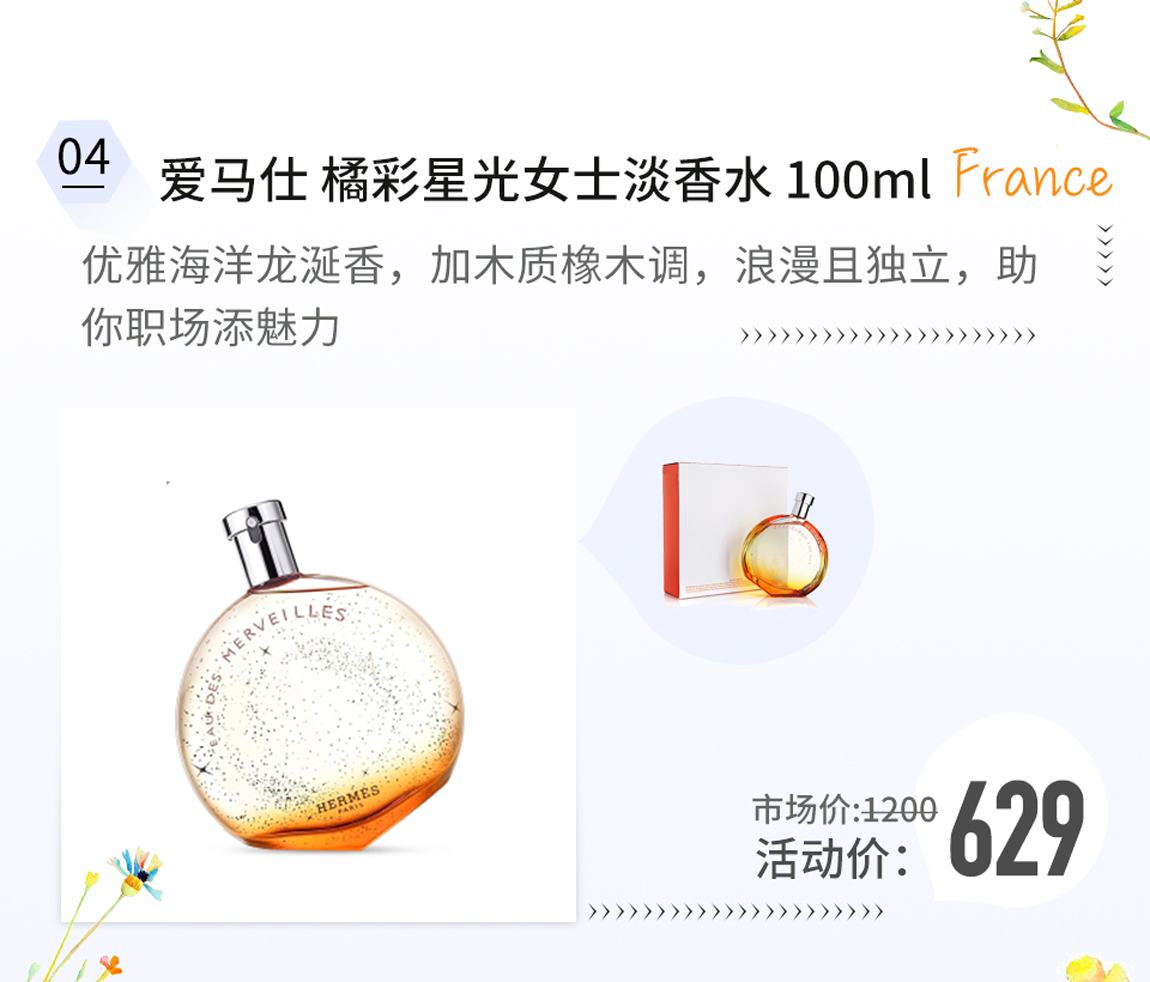 04
爱马仕 橘彩星光女士淡香水 100ml France
优雅海洋龙涎香，加木质橡木调，浪漫且独立，助
你职场添魅力
EAU DES MERVEILLES
HERMÈS
PARIS
市场价:1200
活动价：
629